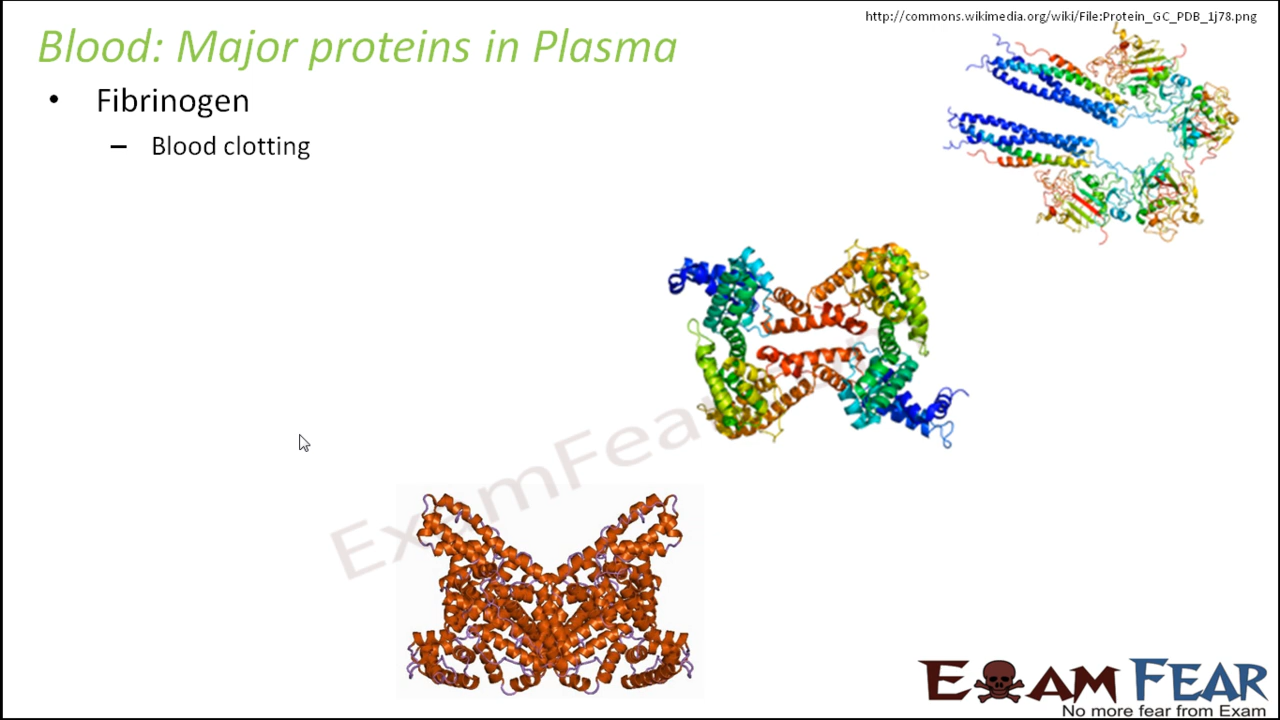 http://commons.wikimedia.org/wiki/File:Protein_GC_PDB_1j78.png
Blood: Major proteins in Plasma
• Fibrinogen
– Blood clotting
ExamFear
EXAM FEAR
No more fear from Exam